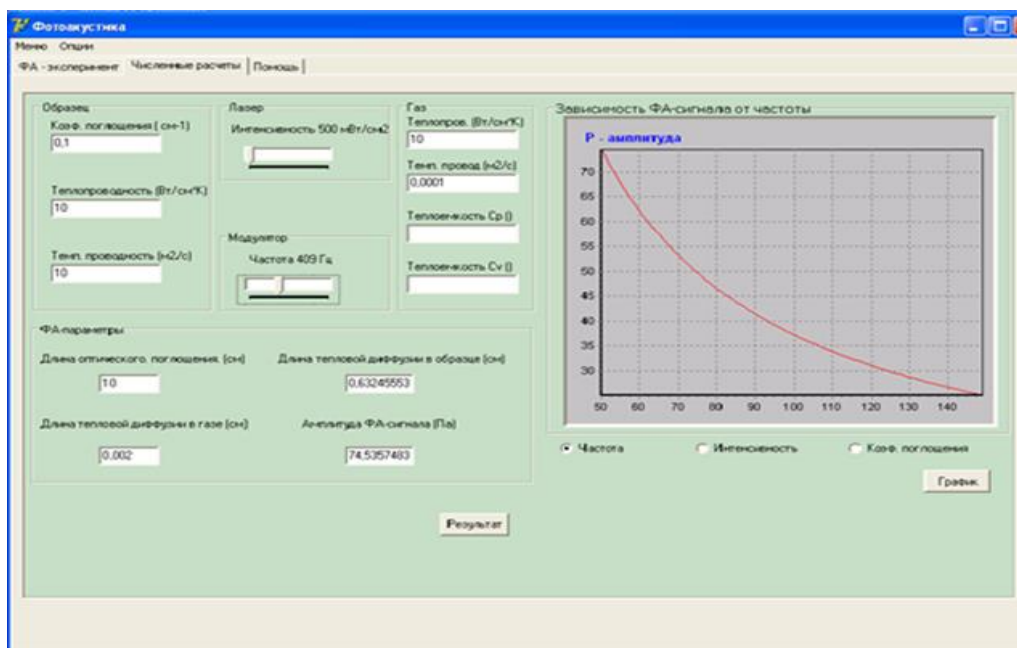 Фотоакустика
Меню Опции
ФА - эксперимент Численные расчеты Помощь
Образец
Коэф. поглощения ( см-1)
0,1
Теплопроводность (Вт/см*К)
10
Темп. проводность (м2/с)
10
Лазер
Интенсивность 500 мВт/см2
Модулятор
Частота 409 Гц
Газ
Теплопров. (Вт/см*К)
10
Темп. провод (м2/с)
0,0001
Теплоемкость Cp ()
Теплоемкость Cv ()
ФА-параметры
Длина оптического. поглощения. (см)
10
Длина тепловой диффузии в образце (см)
0,63245553
Длина тепловой диффузии в газе (см)
0,002
Амплитуда ФА-сигнала (Па)
74,5357483
Результат
Зависимость ФА-сигнала от частоты
P - амплитуда
70
65
60
55
50
45
40
35
30
50 60 70 80 90 100 110 120 130 140
Частота Интенсивность Коэф. поглощения
График